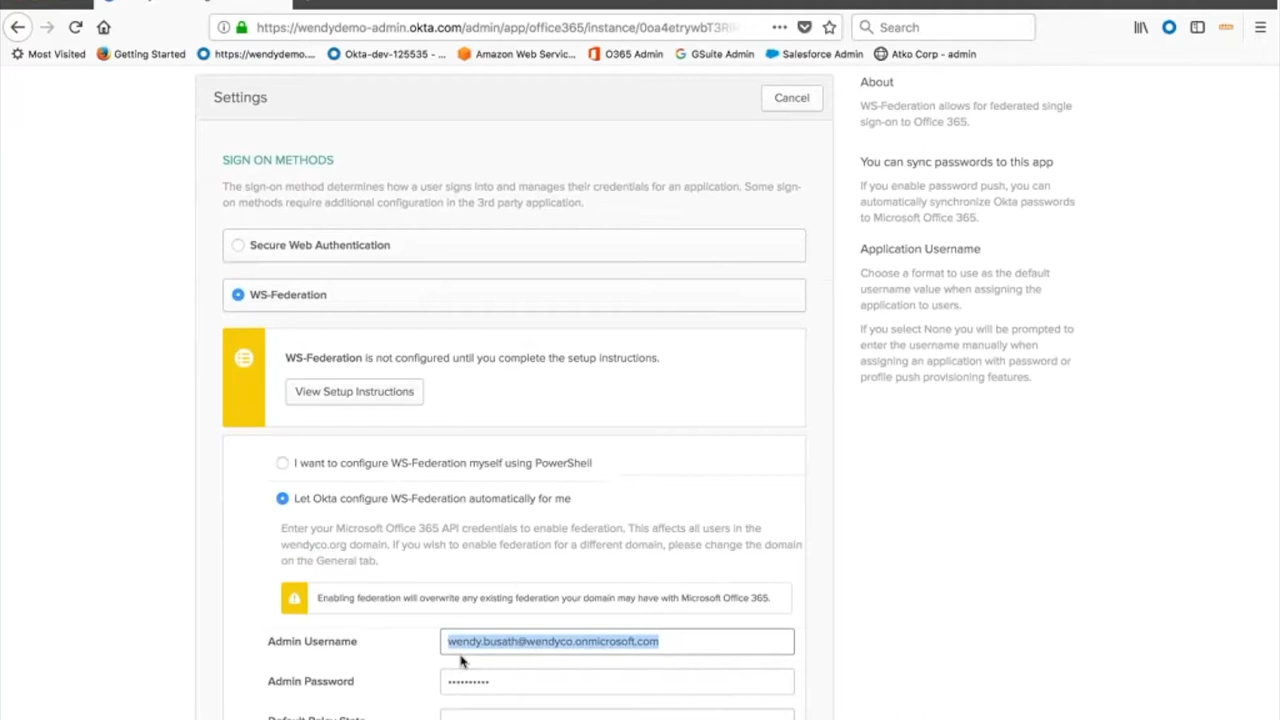 https://wendydemo-admin.okta.com/admin/app/office365/instance/0oa4etrywbT3RI
Search
Most Visited
Getting Started
https://wendydemo....
Okta-dev-125535 - ...
Amazon Web Servic...
O365 Admin
GSuite Admin
Salesforce Admin
Atko Corp - admin
Settings
Cancel
SIGN ON METHODS
The sign-on method determines how a user signs into and manages their credentials for an application. Some sign-
on methods require additional configuration in the 3rd party application.
Secure Web Authentication
WS-Federation
WS-Federation is not configured until you complete the setup instructions.
View Setup Instructions
I want to configure WS-Federation myself using PowerShell
Let Okta configure WS-Federation automatically for me
Enter your Microsoft Office 365 API credentials to enable federation. This affects all users in the
wendyco.org domain. If you wish to enable federation for a different domain, please change the domain
on the General tab.
Enabling federation will overwrite any existing federation your domain may have with Microsoft Office 365.
Admin Username
wendy.busath@wendyco.onmicrosoft.com
Admin Password
••••••••••
Default Relay State
About
WS-Federation allows for federated single
sign-on to Office 365.
You can sync passwords to this app
If you enable password push, you can
automatically synchronize Okta passwords
to Microsoft Office 365.
Application Username
Choose a format to use as the default
username value when assigning the
application to users.
If you select None you will be prompted to
enter the username manually when
assigning an application with password or
profile push provisioning features.